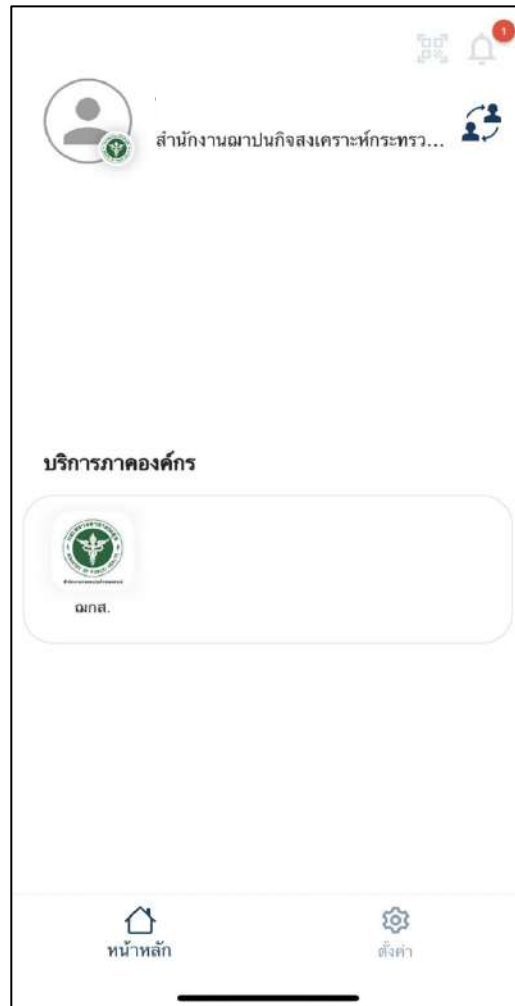 1
สำนักงานฌาปนกิจสงเคราะห์กระทรว...
บริการภาคองค์กร
ฌกส.
หน้าหลัก
ตั้งค่า